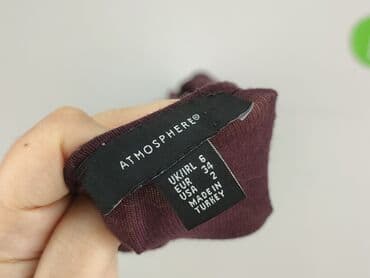 ATMOSPHERE®
UK/IRL 6
EUR 34
USA 2
MADE IN
TURKEY